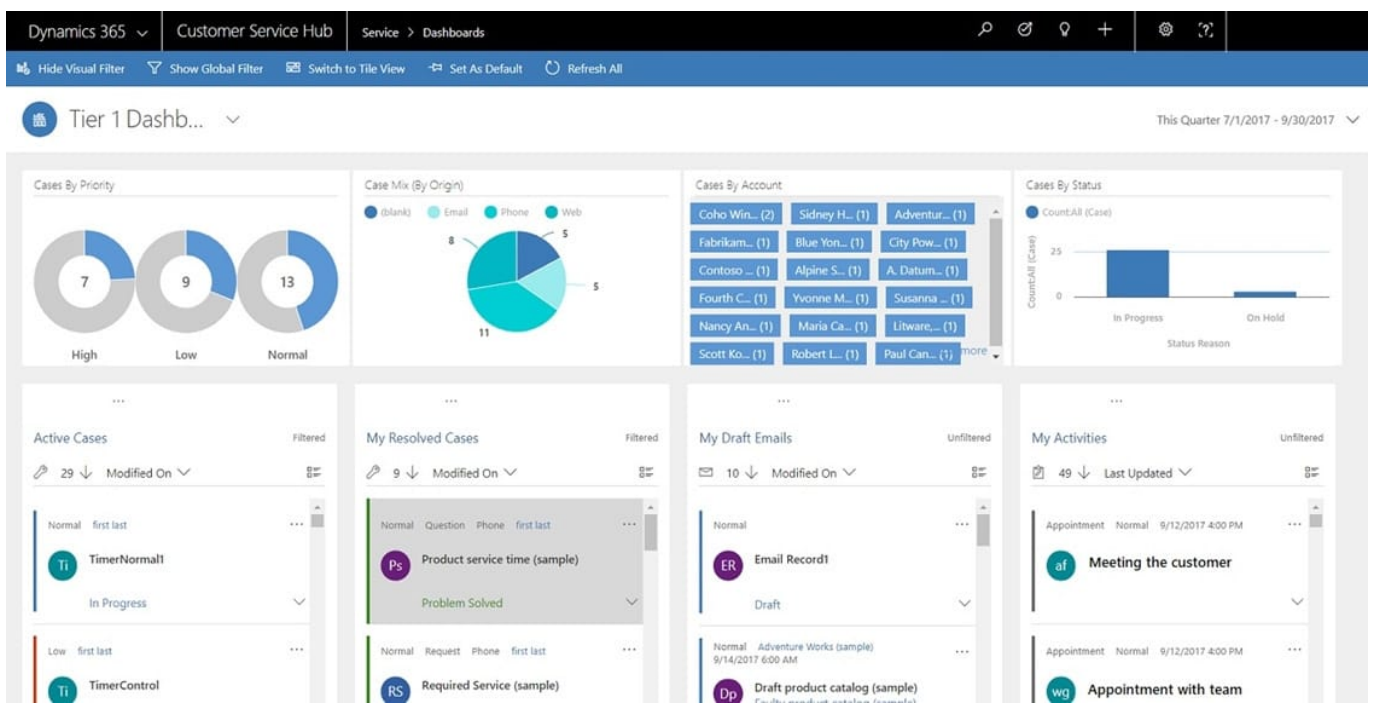 Dynamics 365 Customer Service Hub Service > Dashboards
Hide Visual Filter Show Global Filter Switch to Tile View Set As Default Refresh All
Tier 1 Dashb... This Quarter 7/1/2017 - 9/30/2017
Cases By Priority
7 9 13
High Low Normal
Case Mix (By Origin)
(blank) Email Phone Web
8 5
5
11
Cases By Account
Coho Win... (2) Sidney H... (1) Adventur... (1)
Fabrikam... (1) Blue Yon... (1) City Pow... (1)
Contoso ... (1) Alpine S... (1) A. Datum... (1)
Fourth C... (1) Yvonne M... (1) Susanna ... (1)
Nancy An... (1) Maria Ca... (1) Litware,... (1)
Scott Ko... (1) Robert L... (1) Paul Can... (1) more
Cases By Status
Count:All (Case)
Count:All (Case)
25
0
In Progress On Hold
Status Reason
...
Active Cases Filtered
29 Modified On
Normal first last ...
Ti TimerNormal1
In Progress
Low first last ...
Ti TimerControl
...
My Resolved Cases Filtered
9 Modified On
Normal Question Phone first last ...
Ps Product service time (sample)
Problem Solved
Normal Request Phone first last ...
RS Required Service (sample)
...
My Draft Emails Unfiltered
10 Modified On
Normal ...
ER Email Record1
Draft
Normal Adventure Works (sample) ...
9/14/2017 6:00 AM
Dp Draft product catalog (sample)
Faulty product catalog (sample)
...
My Activities Unfiltered
49 Last Updated
Appointment Normal 9/12/2017 4:00 PM ...
af Meeting the customer
Appointment Normal 9/12/2017 4:00 PM ...
wg Appointment with team